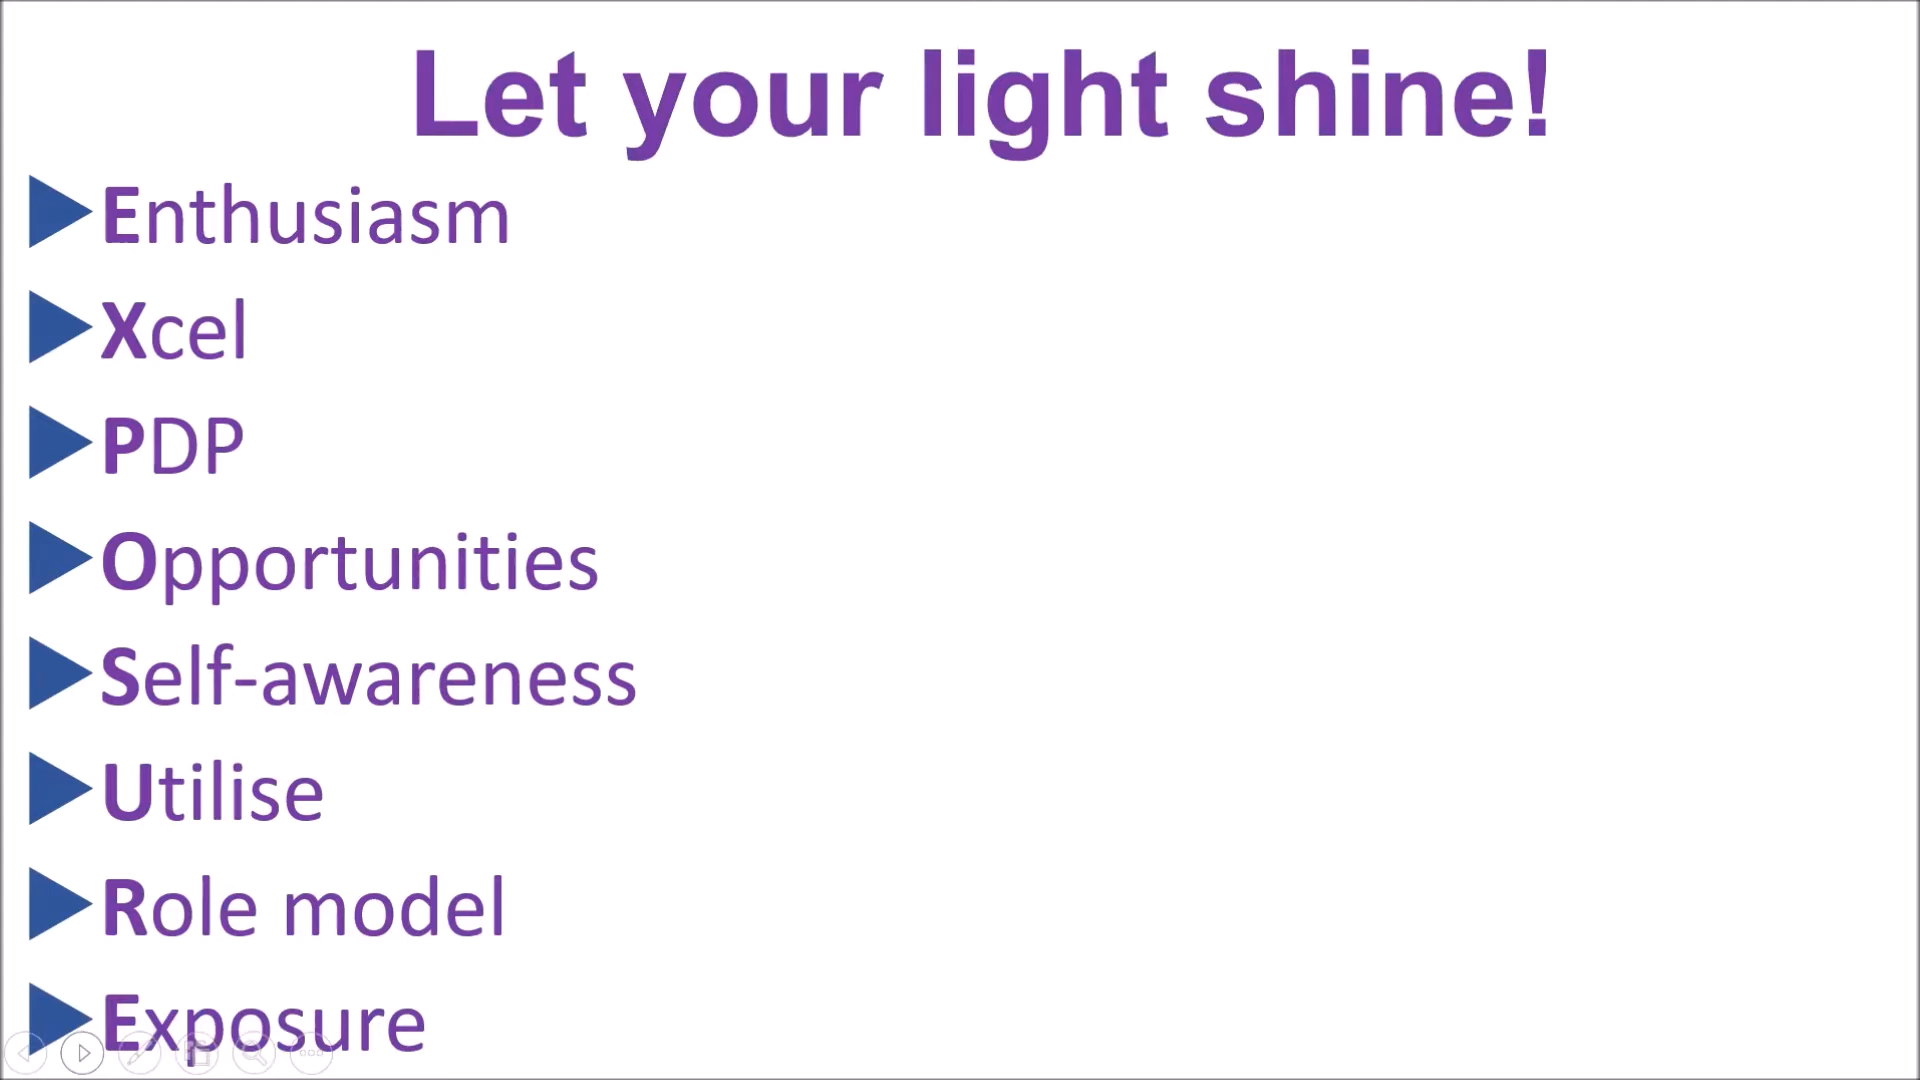 Let your light shine!
Enthusiasm
Xcel
PDP
Opportunities
Self-awareness
Utilise
Role model
Exposure